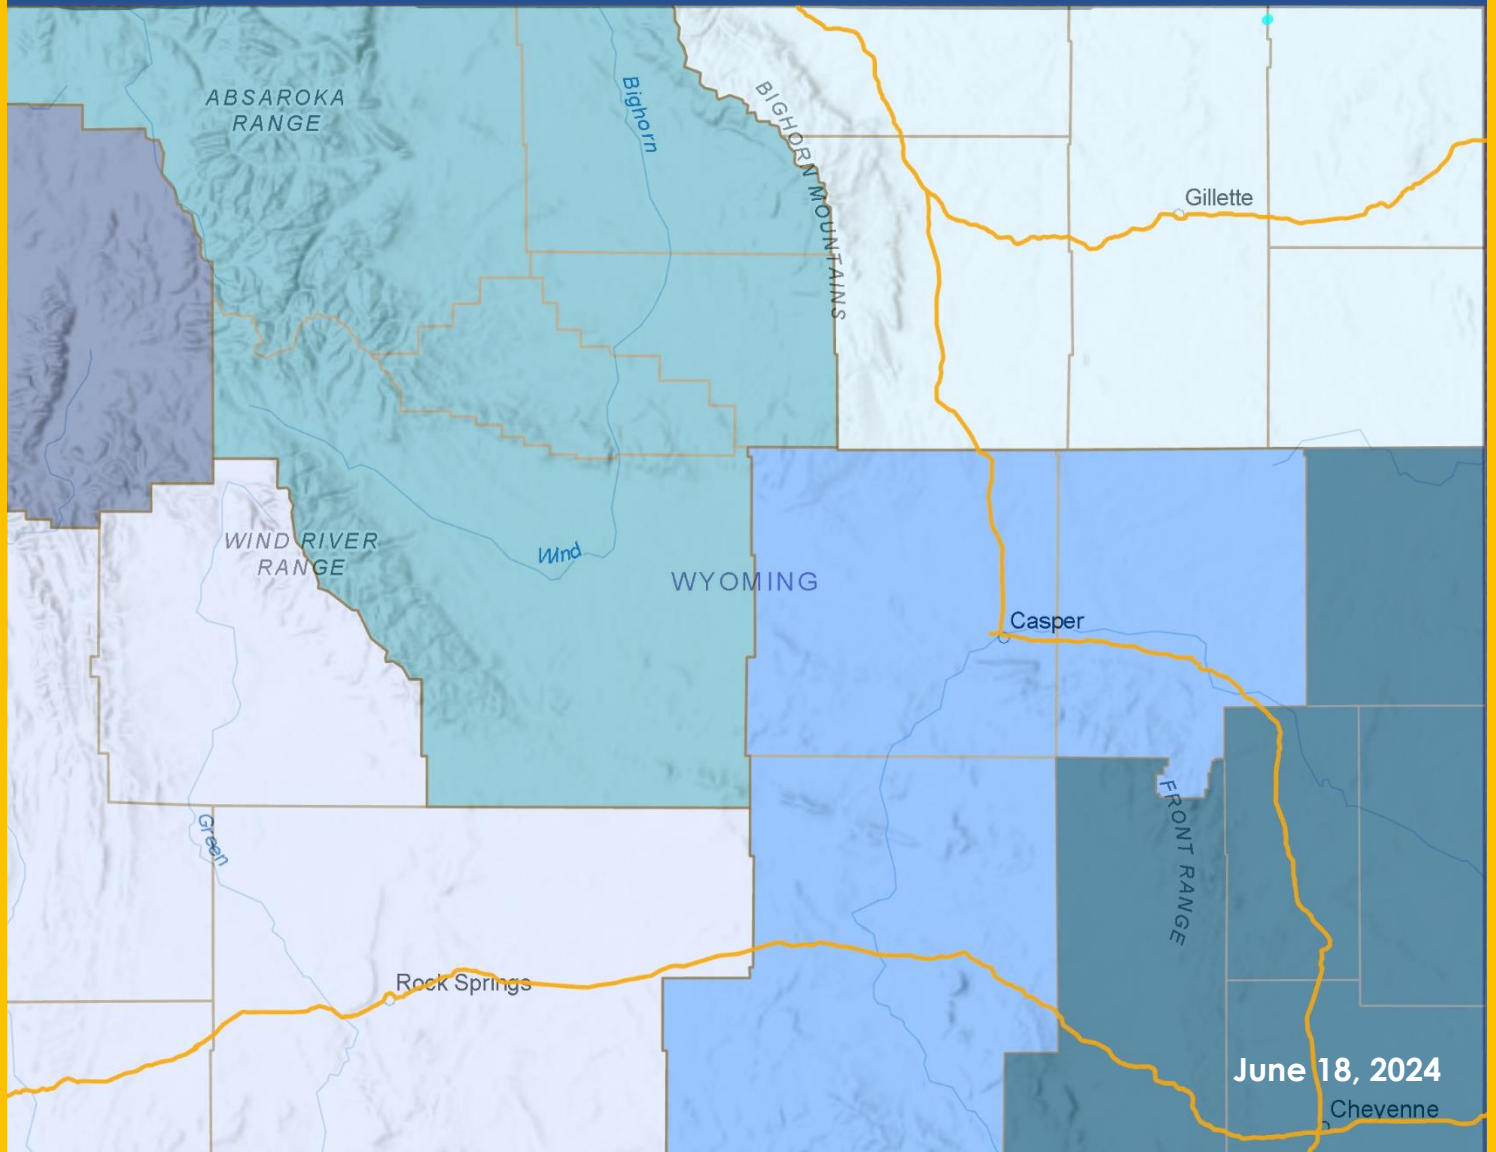 ABSAROKA
RANGE
Bighorn
BIGHORN MOUNTAINS
Gillette
WIND RIVER
RANGE
Wind
WYOMING
Casper
Green
FRONT RANGE
Rock Springs
June 18, 2024
Cheyenne